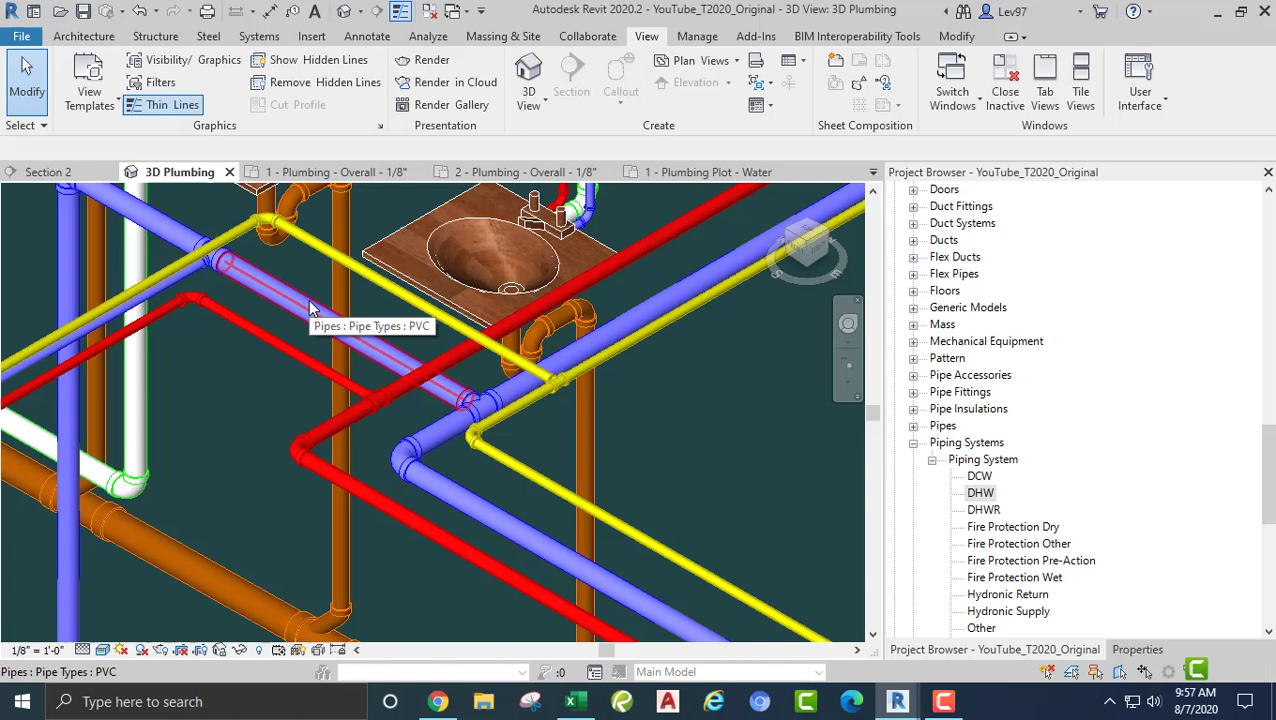 Autodesk Revit 2020.2 - YouTube_T2020_Original - 3D View: 3D Plumbing
Lev97
File Architecture Structure Steel Systems Insert Annotate Analyze Massing & Site Collaborate View Manage Add-Ins BIM Interoperability Tools Modify
Modify
Select
View Templates
Visibility/ Graphics
Filters
Thin Lines
Show Hidden Lines
Remove Hidden Lines
Cut Profile
Graphics
Render
Render in Cloud
Render Gallery
Presentation
3D View
Section
Callout
Plan Views
Elevation
Create
Sheet Composition
Switch Windows
Close Inactive
Tab Views
Tile Views
Windows
User Interface
Section 2
3D Plumbing
1 - Plumbing - Overall - 1/8"
2 - Plumbing - Overall - 1/8"
1 - Plumbing Plot - Water
Project Browser - YouTube_T2020_Original
Doors
Duct Fittings
Duct Systems
Ducts
Flex Ducts
Flex Pipes
Floors
Generic Models
Mass
Mechanical Equipment
Pattern
Pipe Accessories
Pipe Fittings
Pipe Insulations
Pipes
Piping Systems
Piping System
DCW
DHW
DHWR
Fire Protection Dry
Fire Protection Other
Fire Protection Pre-Action
Fire Protection Wet
Hydronic Return
Hydronic Supply
Other
Pipes : Pipe Types : PVC
1/8" = 1'-0"
Project Browser - YouTube_T2020_Original
Properties
Pipes : Pipe Types : PVC
:0
Main Model
Type here to search
9:57 AM
8/7/2020